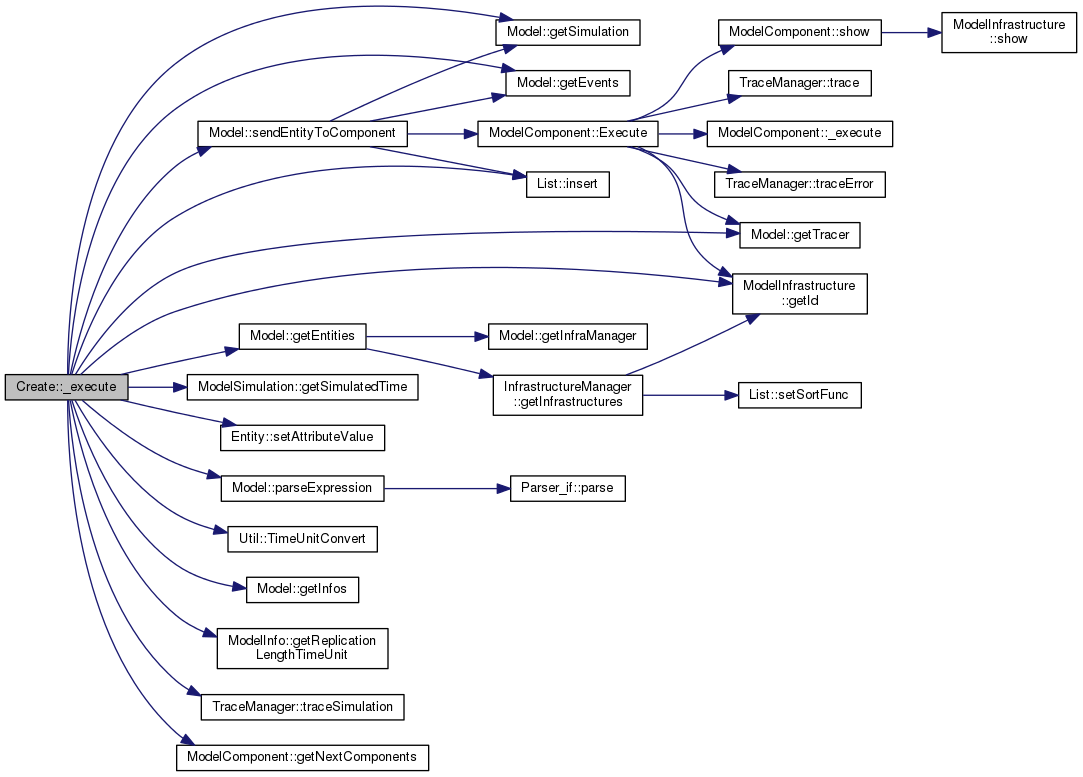 Model::getSimulation
ModelComponent::show
ModelInfrastructure
::show
Model::getEvents
TraceManager::trace
Model::sendEntityToComponent
ModelComponent::Execute
ModelComponent::_execute
List::insert
TraceManager::traceError
Model::getTracer
ModelInfrastructure
::getId
Model::getEntities
Model::getInfraManager
Create::_execute
ModelSimulation::getSimulatedTime
InfrastructureManager
::getInfrastructures
List::setSortFunc
Entity::setAttributeValue
Model::parseExpression
Parser_if::parse
Util::TimeUnitConvert
Model::getInfos
ModelInfo::getReplication
LengthTimeUnit
TraceManager::traceSimulation
ModelComponent::getNextComponents